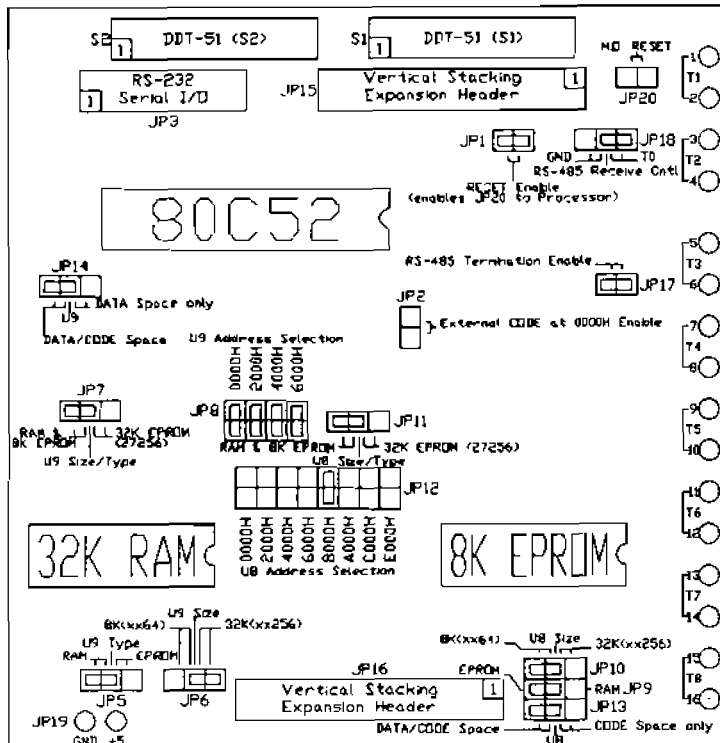 S2 DDT-51 (S2) S1 DDT-51 (S1)
1 1
N.O RESET
RS-232
Serial I/O
1
JP3
JP15
Vertical Stacking
Expansion Header
1
JP20
1
T1
2
JP1
JP18
GND TO
RS-485 Receive Cntl
RESET Enable
(enables JP20 to Processor)
3
T2
4
80C52
RS-485 Termination Enable
JP17
5
T3
6
JP14
DATA Space only
U9
DATA/CODE Space
JP2
External CODE at 0000H Enable
7
T4
8
U9 Address Selection
0000H
2000H
4000H
6000H
JP7
RAM &
8K EPROM
32K EPROM
(27256)
U9 Size/Type
JP8
JP11
RAM & 8K EPROM
32K EPROM (27256)
U8 Size/Type
9
T5
10
JP12
0000H
2000H
4000H
6000H
8000H
A000H
C000H
E000H
U8 Address Selection
11
T6
12
32K RAM
8K EPROM
13
T7
14
U9 Size
8K(xx64)
32K(xx256)
U9 Type
RAM
EPROM
JP5
JP6
JP16
Vertical Stacking
Expansion Header
1
8K(xx64)
U8 Size
32K(xx256)
JP10
EPROM
RAM JP9
JP13
DATA/CODE Space
CODE Space only
U8
15
T8
16
JP19
GND +5